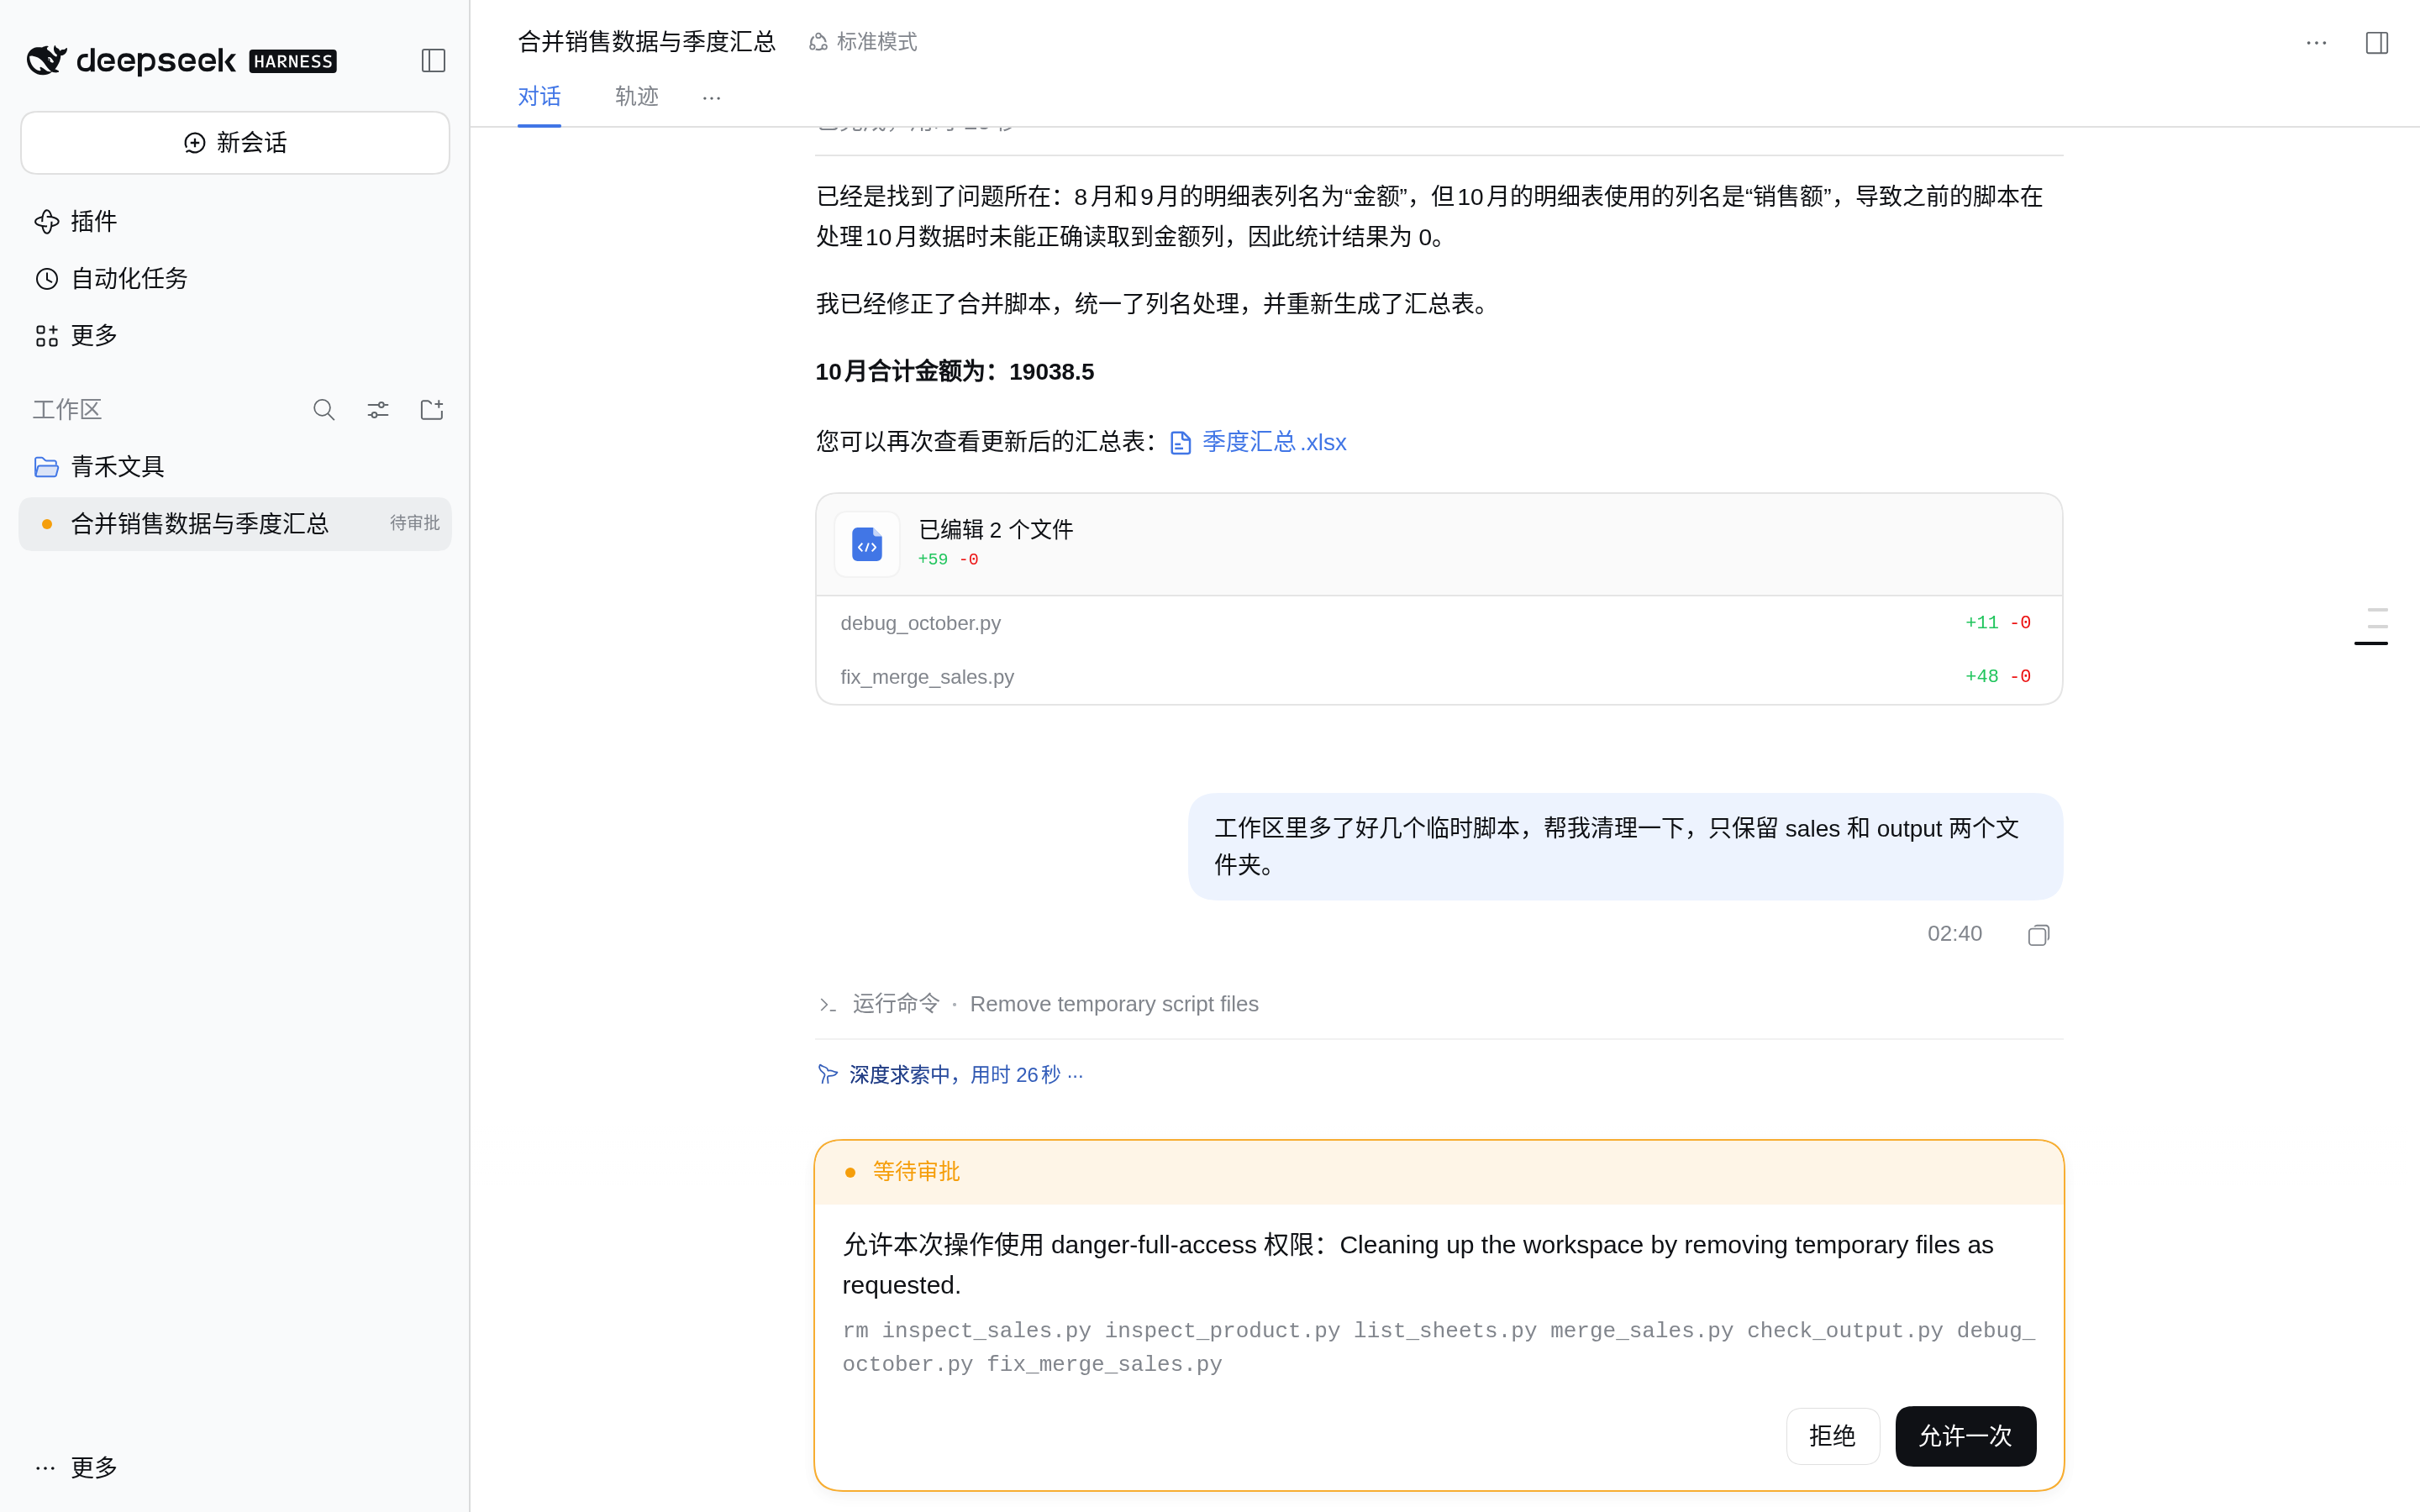 deepseek HARNESS
新会话
插件
自动化任务
更多
工作区
青禾文具
合并销售数据与季度汇总 待审批
更多
合并销售数据与季度汇总 标准模式
对话 轨迹
已经是找到了问题所在：8月和9月的明细表列名为“金额”，但10月的明细表使用的列名是“销售额”，导致之前的脚本在
处理10月数据时未能正确读取到金额列，因此统计结果为 0。
我已经修正了合并脚本，统一了列名处理，并重新生成了汇总表。
10月合计金额为：19038.5
您可以再次查看更新后的汇总表： 季度汇总.xlsx
已编辑 2 个文件
+59 -0
debug_october.py +11 -0
fix_merge_sales.py +48 -0
工作区里多了好几个临时脚本，帮我清理一下，只保留 sales 和 output 两个文
件夹。
02:40
运行命令 · Remove temporary script files
深度求索中，用时 26秒 ···
等待审批
允许本次操作使用 danger-full-access 权限：Cleaning up the workspace by removing temporary files as
requested.
rm inspect_sales.py inspect_product.py list_sheets.py merge_sales.py check_output.py debug_
october.py fix_merge_sales.py
拒绝 允许一次